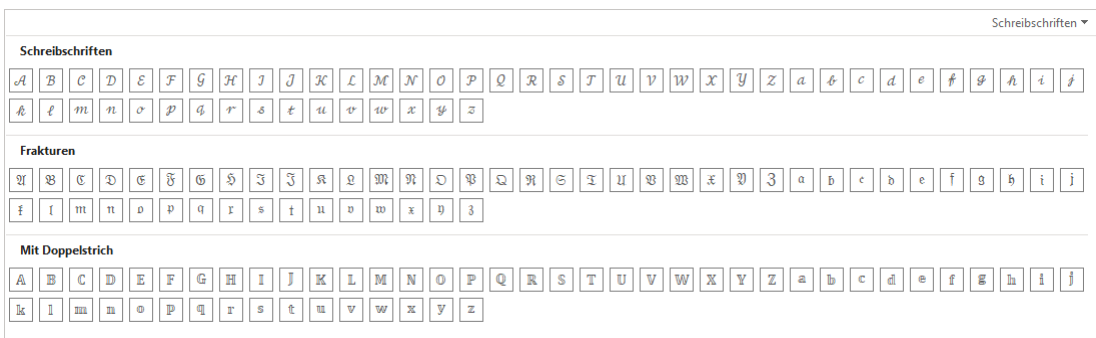 Schreibschriften
Schreibschriften
𝒜 ℬ 𝒞 𝒟 ℰ ℱ 𝒢 ℋ ℐ 𝒥 𝒦 ℒ ℳ 𝒩 𝒪 𝒫 𝒬 ℛ 𝒮 𝒯 𝒰 𝒱 𝒲 𝒳 𝒴 𝒵 𝒶 𝒷 𝒸 𝒹 ℯ 𝒻 ℊ 𝒽 𝒾 𝒿
𝓀 ℓ 𝓂 𝓃 ℴ 𝓅 𝓆 𝓇 𝓈 𝓉 𝓊 𝓋 𝓌 𝓍 𝓎 𝓏
Frakturen
𝔄 𝔅 ℭ 𝔇 𝔈 𝔉 𝔊 ℌ ℑ 𝔍 𝔎 𝔏 𝔐 𝔑 𝔒 𝔓 𝔔 ℜ 𝔖 𝔗 𝔘 𝔙 𝔚 𝔛 𝔜 ℨ 𝔞 𝔟 𝔠 𝔡 𝔢 𝔣 𝔤 𝔥 𝔦 𝔧
𝔨 𝔩 𝔪 𝔫 𝔬 𝔭 𝔮 𝔯 𝔰 𝔱 𝔲 𝔳 𝔴 𝔵 𝔶 𝔷
Mit Doppelstrich
𝔸 𝔹 ℂ 𝔻 𝔼 𝔽 𝔾 ℍ 𝕀 𝕁 𝕂 𝕃 𝕄 ℕ 𝕆 ℙ ℚ ℝ 𝕊 𝕋 𝕌 𝕍 𝕎 𝕏 𝕐 ℤ 𝕒 𝕓 𝕔 𝕕 𝕖 𝕗 𝕘 𝕙 𝕚 𝕛
𝕜 𝕝 𝕞 𝕟 𝕠 𝕡 𝕢 𝕣 𝕤 𝕥 𝕦 𝕧 𝕨 𝕩 𝕪 𝕫